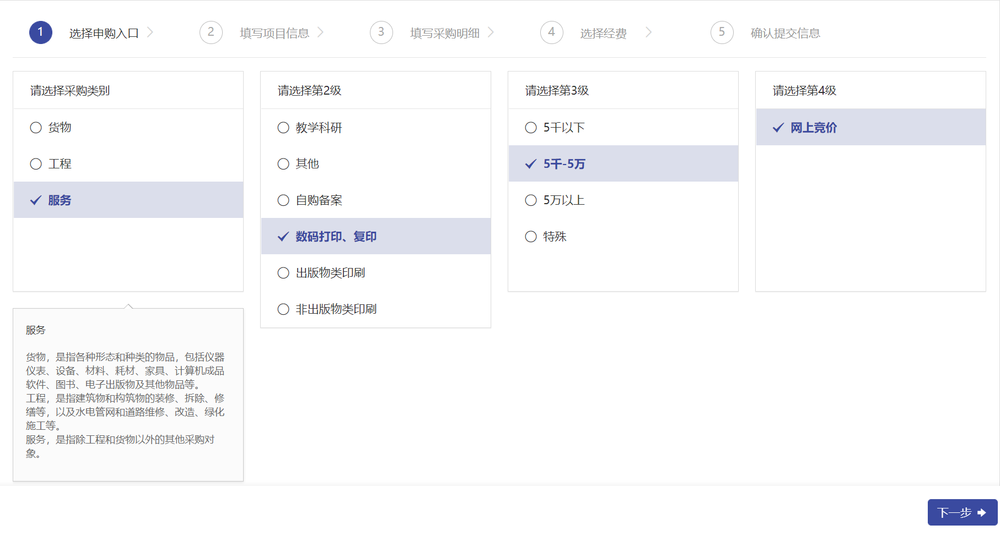 1 选择申购入口
2 填写项目信息
3 填写采购明细
4 选择经费
5 确认提交信息
请选择采购类别
货物
工程
服务
请选择第2级
教学科研
其他
自购备案
数码打印、复印
出版物类印刷
非出版物类印刷
请选择第3级
5千以下
5千-5万
5万以上
特殊
请选择第4级
网上竞价
服务
货物，是指各种形态和种类的物品，包括仪器
仪表、设备、材料、耗材、家具、计算机成品
软件、图书、电子出版物及其他物品等。
工程，是指建筑物和构筑物的装修、拆除、修
缮等，以及水电管网和道路维修、改造、绿化
施工等。
服务，是指除工程和货物以外的其他采购对
象。
下一步